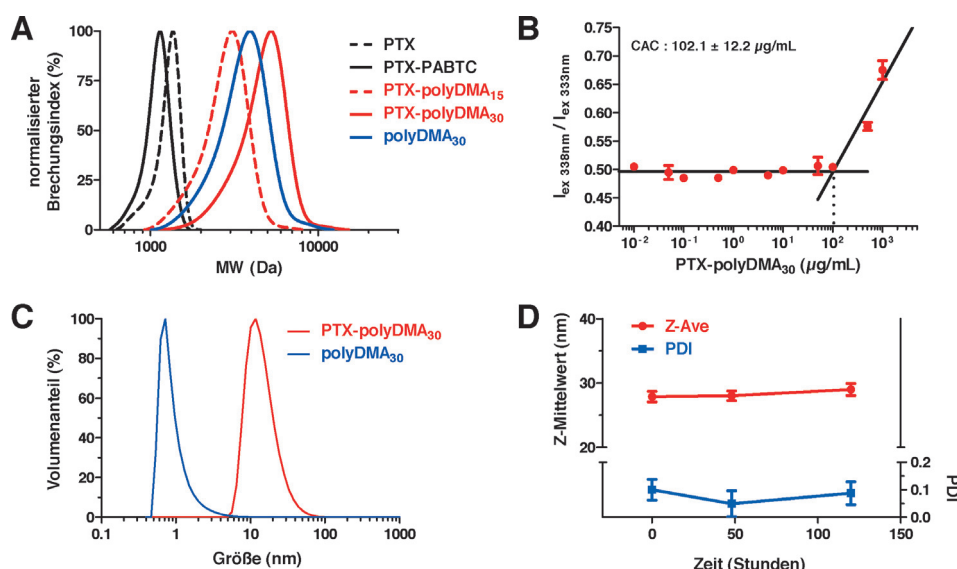 A
normalisierter
Brechungsindex (%)
100
75
50
25
0
1000
10000
MW (Da)
PTX
PTX-PABTC
PTX-polyDMA₁₅
PTX-polyDMA₃₀
polyDMA₃₀
B
I ex 338nm / I ex 333nm
0.75
0.70
0.65
0.60
0.55
0.50
0.45
0.40
CAC : 102.1 ± 12.2 µg/mL
10⁻² 10⁻¹ 10⁰ 10¹ 10² 10³
PTX-polyDMA₃₀ (µg/mL)
C
Volumenanteil (%)
100
80
60
40
20
0
0.1 1 10 100 1000
Größe (nm)
PTX-polyDMA₃₀
polyDMA₃₀
D
Z-Mittelwert (nm)
40
30
20
Z-Ave
PDI
0.2
0.1
0.0
PDI
0 50 100 150
Zeit (Stunden)